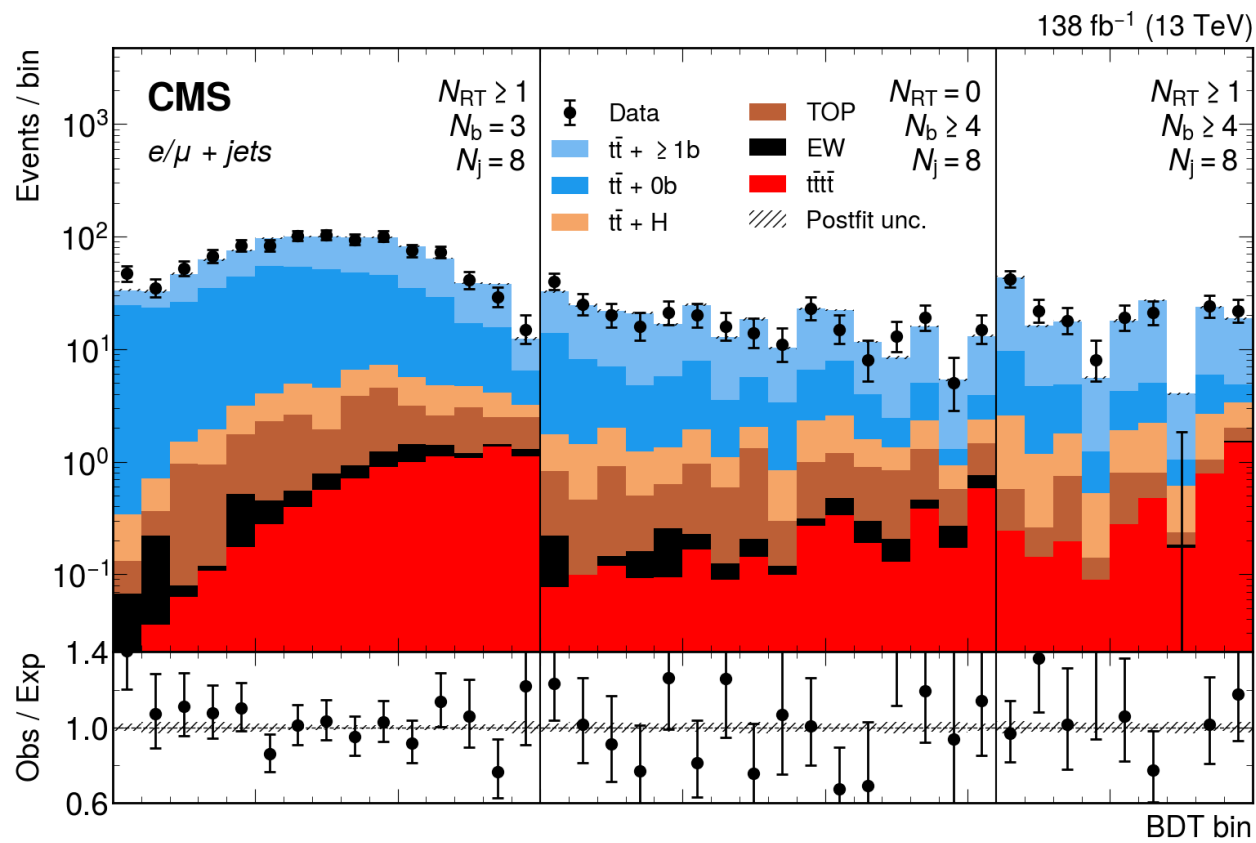 138 fb⁻¹ (13 TeV)
Events / bin
CMS
e/μ + jets
N_RT ≥ 1
N_b = 3
N_j = 8
Data
tt̄ + ≥ 1b
tt̄ + 0b
tt̄ + H
TOP
EW
tt̄tt̄
Postfit unc.
N_RT = 0
N_b ≥ 4
N_j = 8
N_RT ≥ 1
N_b ≥ 4
N_j = 8
10³
10²
10¹
10⁰
10⁻¹
Obs / Exp
1.4
1.0
0.6
BDT bin